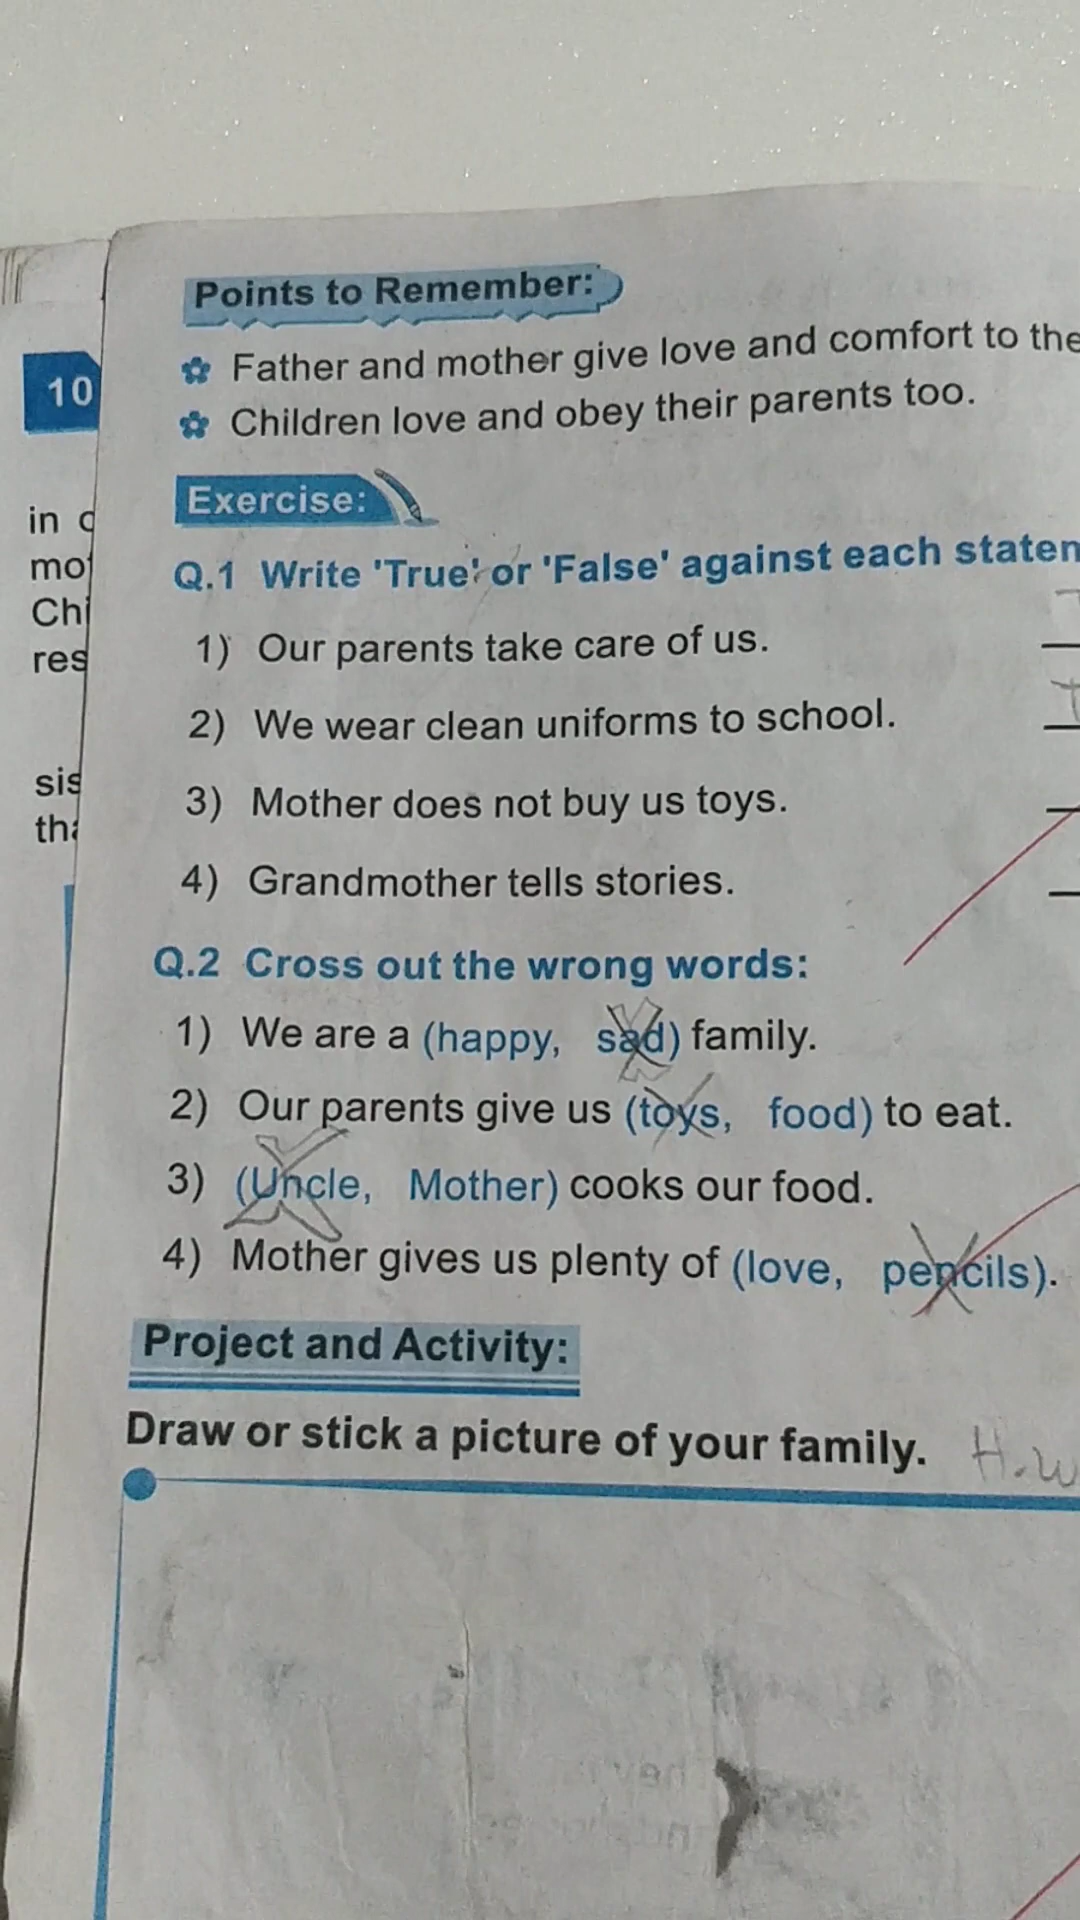 Points to Remember:
Father and mother give love and comfort to the
Children love and obey their parents too.
10
in
res
Exercise:
Q.1 Write 'True' or 'False' against each
1) Our parents take care of us.
2) We wear clean uniforms to school.
3) Mother does not buy us toys.
4) Grandmother tells stories.
Q.2 Cross out the wrong words:
1) We are a (happy, sad) family.
2) Our parents give us (toys, food) to eat.
3) (Uncle, Mother) cooks our food.
4) Mother gives us plenty of (love, pencils).
Project and Activity:
Draw or stick a picture of your family. H.W